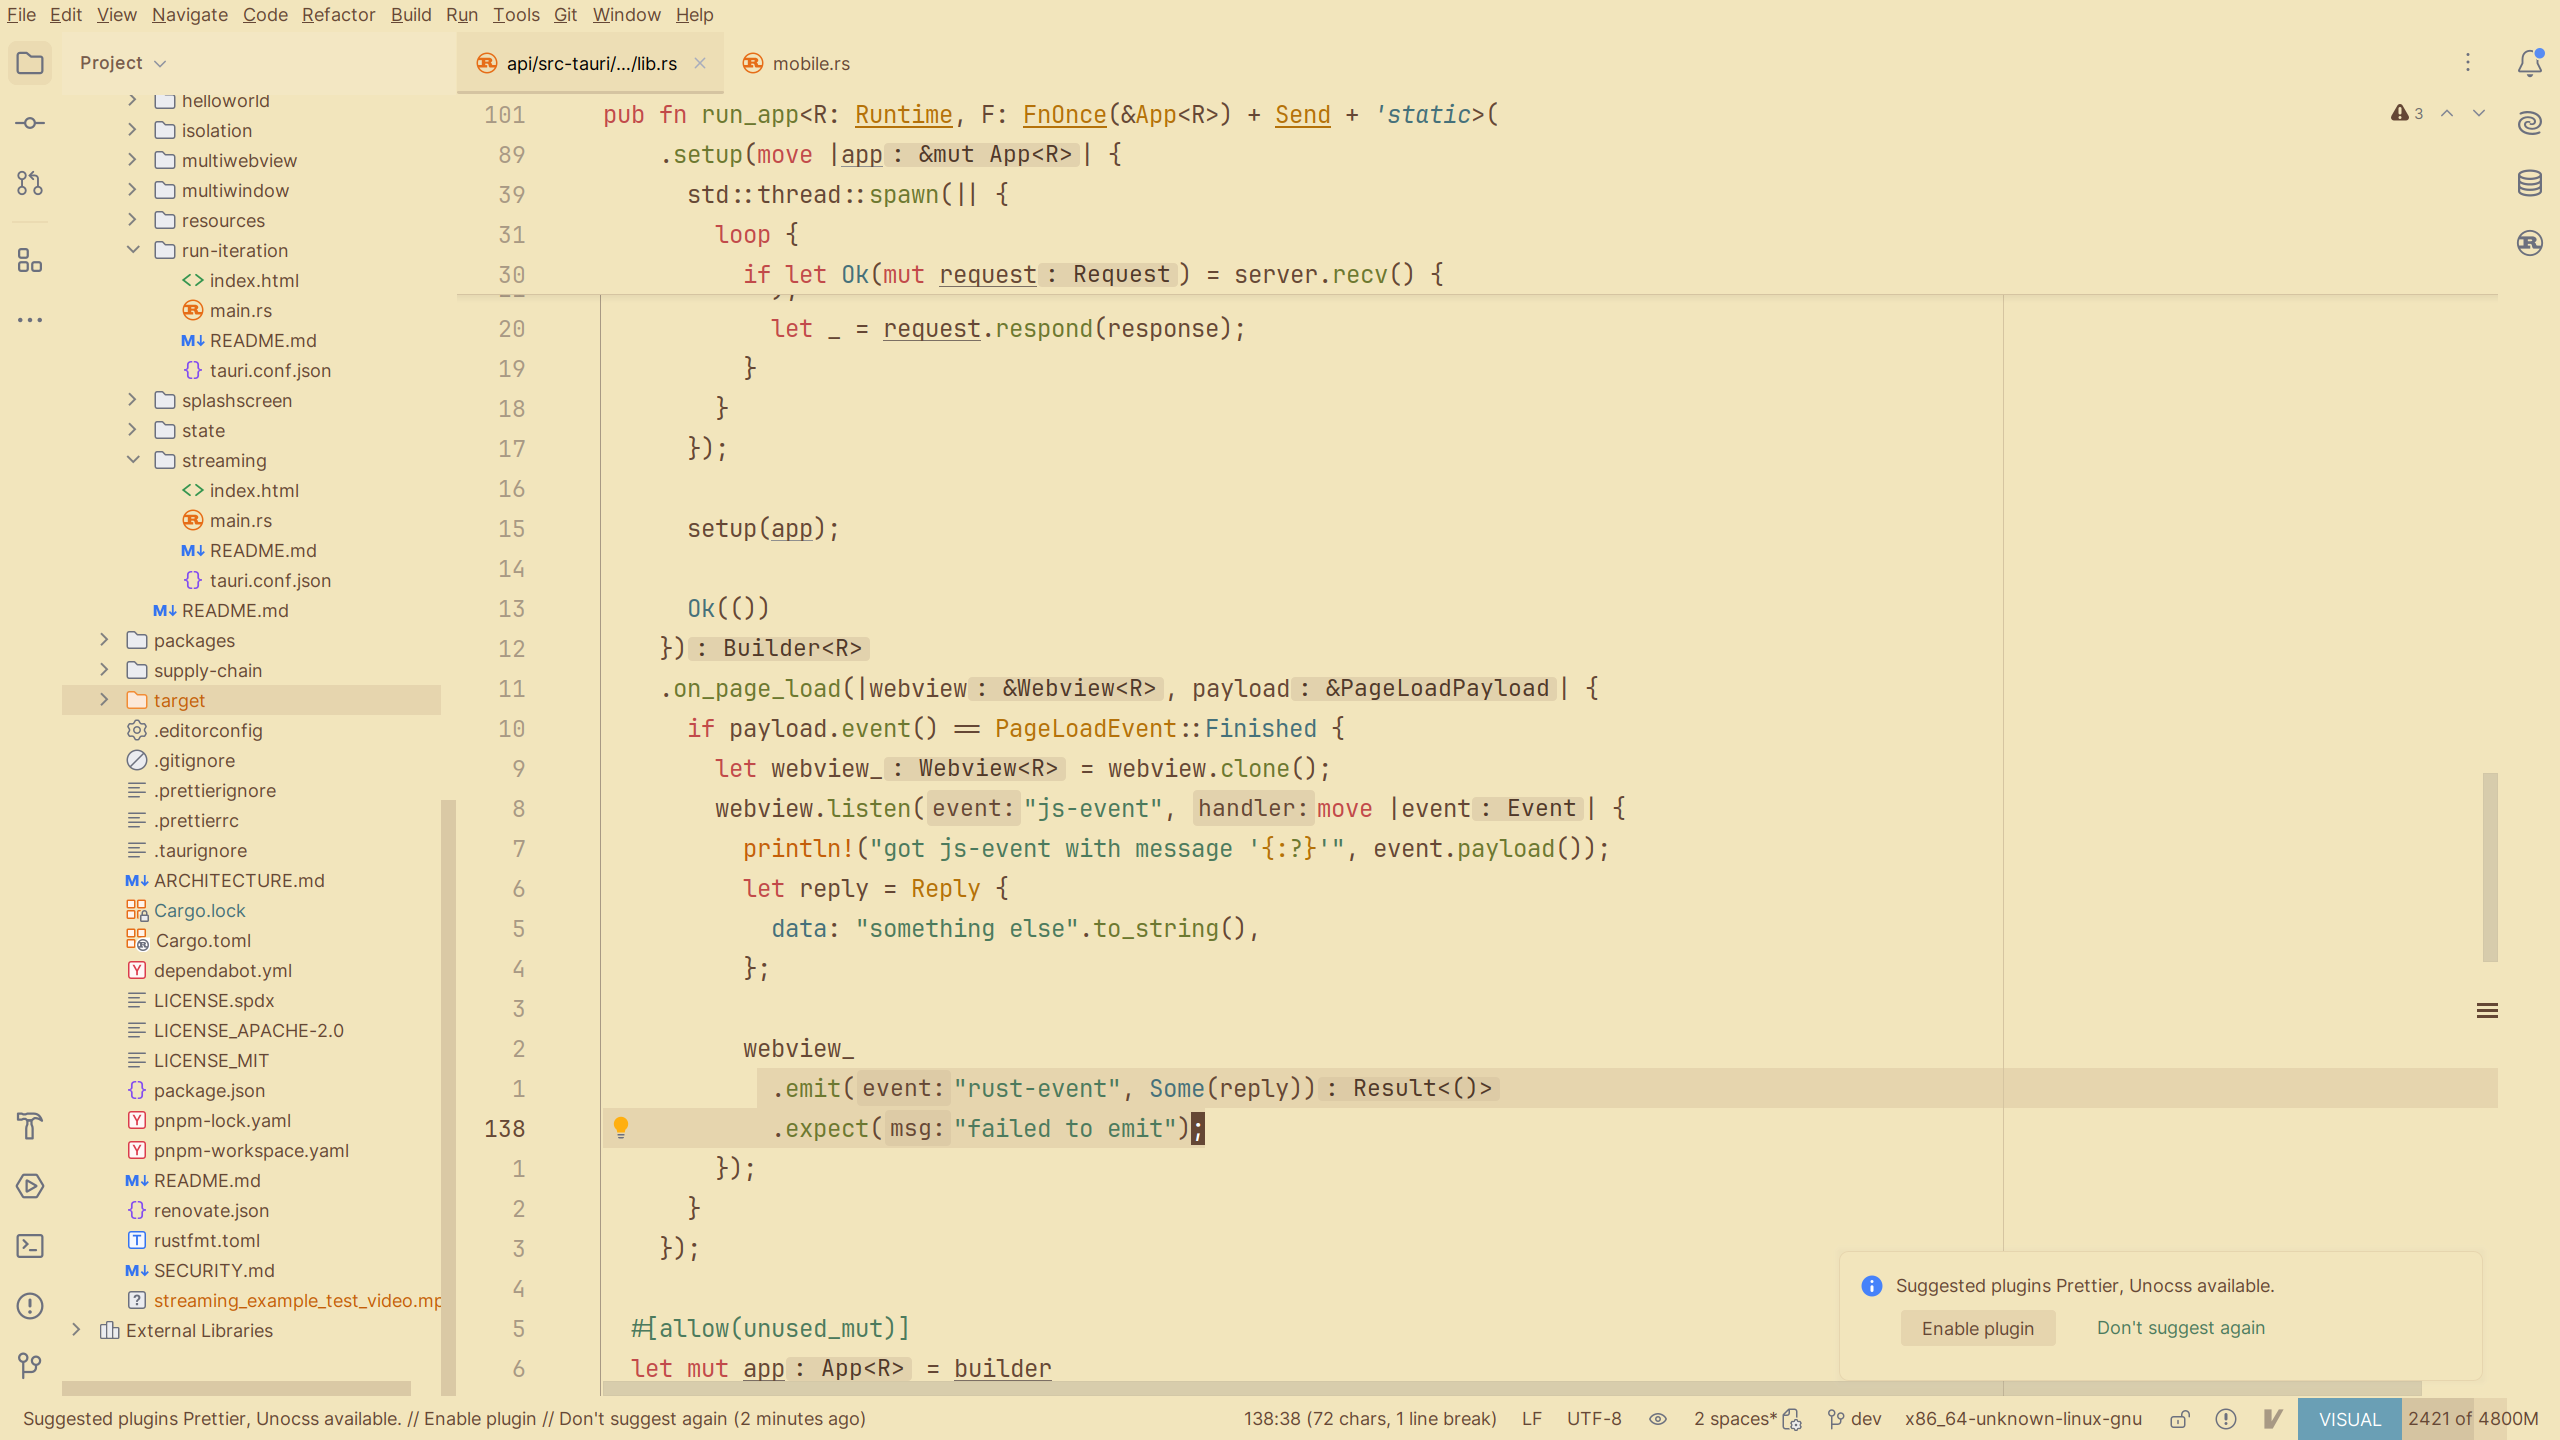 File Edit View Navigate Code Refactor Build Run Tools Git Window Help
Project
api/src-tauri/.../lib.rs
mobile.rs
helloworld
isolation
multiwebview
multiwindow
resources
run-iteration
index.html
main.rs
README.md
tauri.conf.json
splashscreen
state
streaming
index.html
main.rs
README.md
tauri.conf.json
README.md
packages
supply-chain
target
.editorconfig
.gitignore
.prettierignore
.prettierrc
.taurignore
ARCHITECTURE.md
Cargo.lock
Cargo.toml
dependabot.yml
LICENSE.spdx
LICENSE_APACHE-2.0
LICENSE_MIT
package.json
pnpm-lock.yaml
pnpm-workspace.yaml
README.md
renovate.json
rustfmt.toml
SECURITY.md
streaming_example_test_video.mp
External Libraries
101 pub fn run_app<R: Runtime, F: FnOnce(&App<R>) + Send + 'static>(
3
89 .setup(move |app: &mut App<R>| {
39 std::thread::spawn(|| {
31 loop {
30 if let Ok(mut request: Request) = server.recv() {
20 let _ = request.respond(response);
19 }
18 }
17 });
16
15 setup(app);
14
13 Ok(())
12 }): Builder<R>
11 .on_page_load(|webview: &Webview<R>, payload: &PageLoadPayload| {
10 if payload.event() == PageLoadEvent::Finished {
9 let webview_: Webview<R> = webview.clone();
8 webview.listen(event: "js-event", handler: move |event: Event| {
7 println!("got js-event with message '{:?}'", event.payload());
6 let reply = Reply {
5 data: "something else".to_string(),
4 };
3
2 webview_
1 .emit(event: "rust-event", Some(reply)): Result<()>
138 .expect(msg: "failed to emit");
1 });
2 }
3 });
4
5 #[allow(unused_mut)]
6 let mut app: App<R> = builder
Suggested plugins Prettier, Unocss available.
Enable plugin Don't suggest again
Suggested plugins Prettier, Unocss available. // Enable plugin // Don't suggest again (2 minutes ago)
138:38 (72 chars, 1 line break) LF UTF-8 2 spaces* dev x86_64-unknown-linux-gnu VISUAL 2421 of 4800M